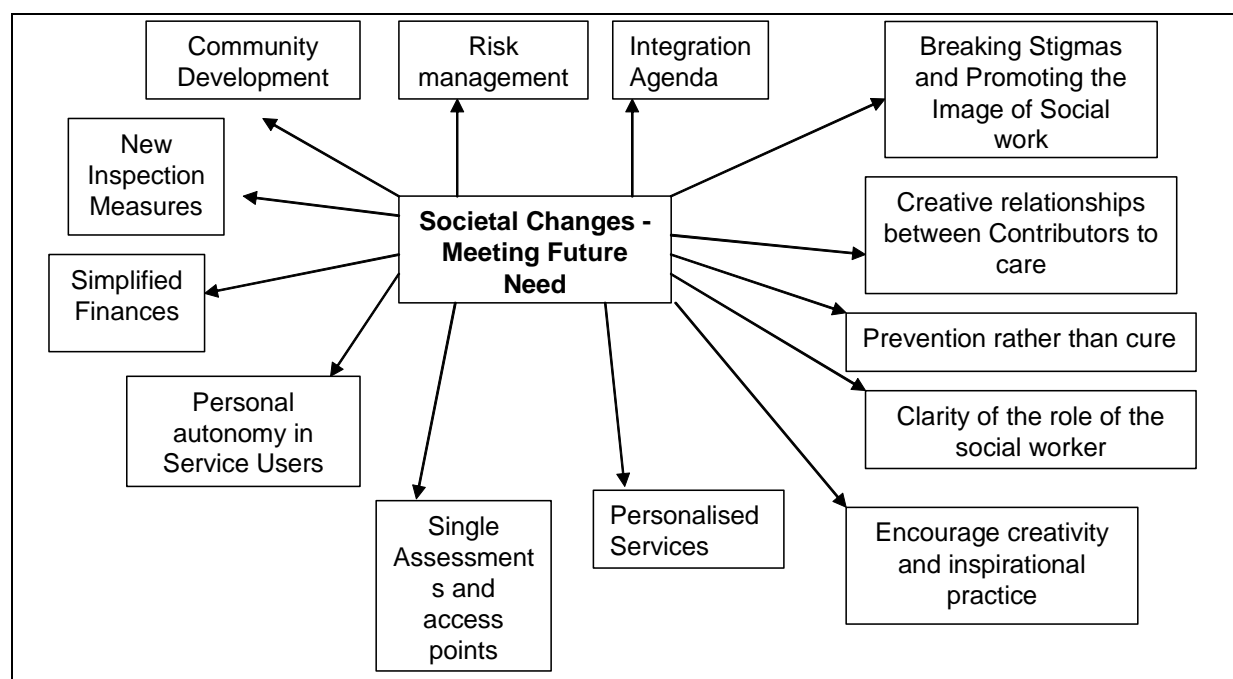 Community
Development
Risk
management
Integration
Agenda
Breaking Stigmas
and Promoting the
Image of Social
work
New
Inspection
Measures
Societal Changes -
Meeting Future
Need
Creative relationships
between Contributors to
care
Simplified
Finances
Prevention rather than cure
Personal
autonomy in
Service Users
Clarity of the role of the
social worker
Single
Assessment
s and
access
points
Personalised
Services
Encourage creativity
and inspirational
practice